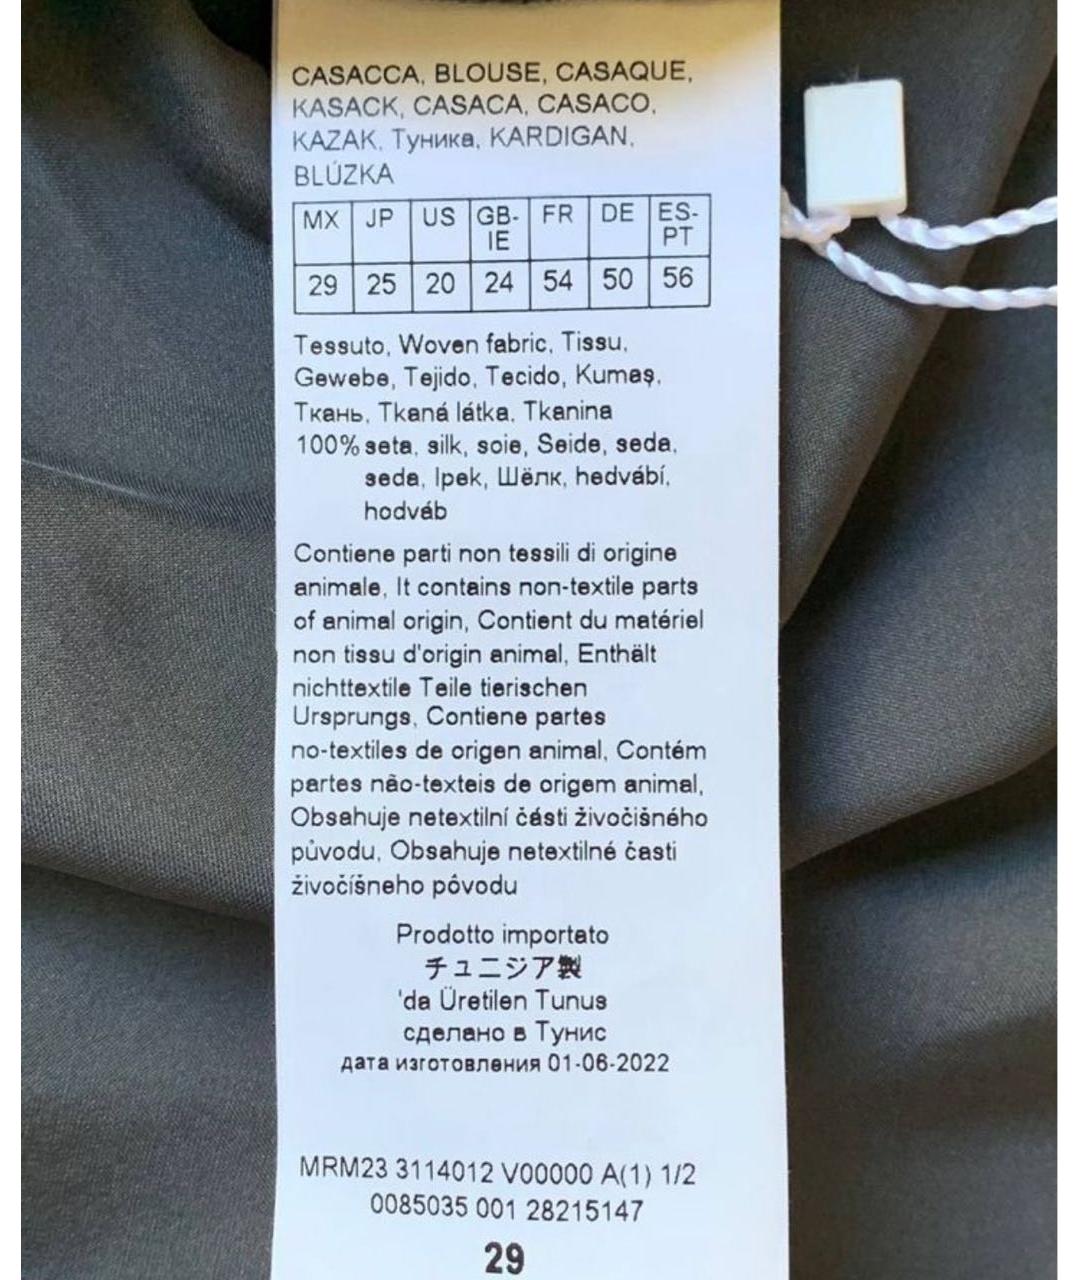 CASACCA, BLOUSE, CASAQUE,
KASACK, CASACA, CASACO,
KAZAK, Туника, KARDIGAN,
BLÚZKA
MX JP US GB-IE FR DE ES-PT
29 25 20 24 54 50 56
Tessuto, Woven fabric, Tissu,
Gewebe, Tejido, Tecido, Kumaş,
Ткань, Tkaná látka, Tkanina
100% seta, silk, soie, Seide, seda,
seda, Ipek, Шёлк, hedvábí,
hodváb
Contiene parti non tessili di origine
animale, It contains non-textile parts
of animal origin, Contient du matériel
non tissu d'origin animal, Enthält
nichttextile Teile tierischen
Ursprungs, Contiene partes
no-textiles de origen animal, Contém
partes não-texteis de origem animal,
Obsahuje netextilní části živočišného
původu, Obsahuje netextilné časti
živočíšneho pôvodu
Prodotto importato
チュニジア製
'da Üretilen Tunus
сделано в Тунис
дата изготовления 01-06-2022
MRM23 3114012 V00000 A(1) 1/2
0085035 001 28215147
29